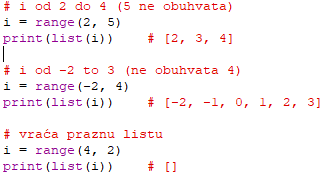 # i od 2 do 4 (5 ne obuhvata)
i = range(2, 5)
print(list(i))    # [2, 3, 4]
# i od -2 to 3 (ne obuhvata 4)
i = range(-2, 4)
print(list(i))    # [-2, -1, 0, 1, 2, 3]
# vraća praznu listu
i = range(4, 2)
print(list(i))    # []